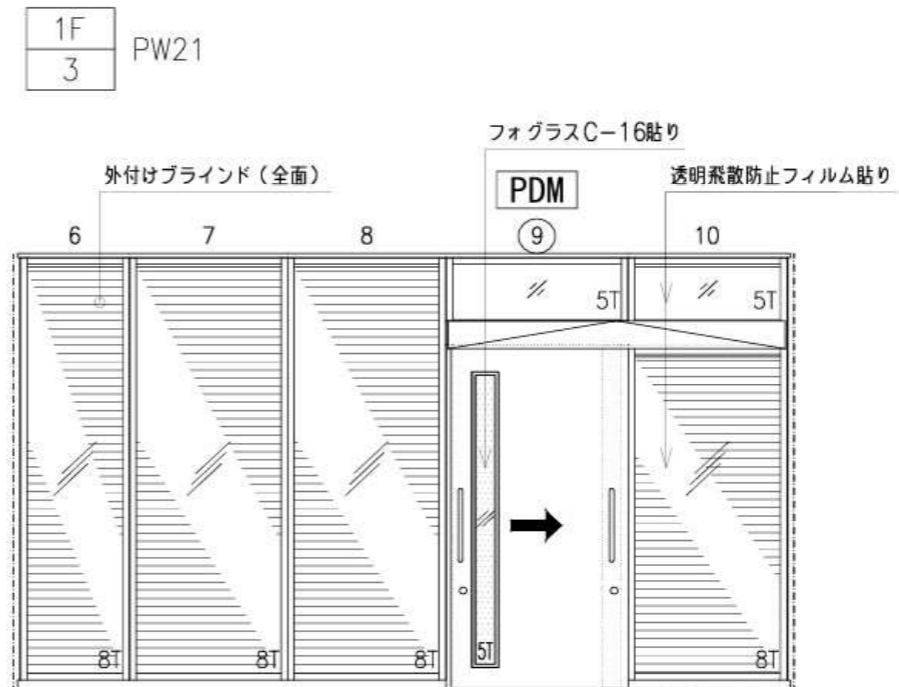 1F
3
PW21
フォグラスC-16貼り
外付けブラインド（全面）
PDM
透明飛散防止フィルム貼り
6 7 8 9 10
5T 5T
8T 8T 8T 5T 8T